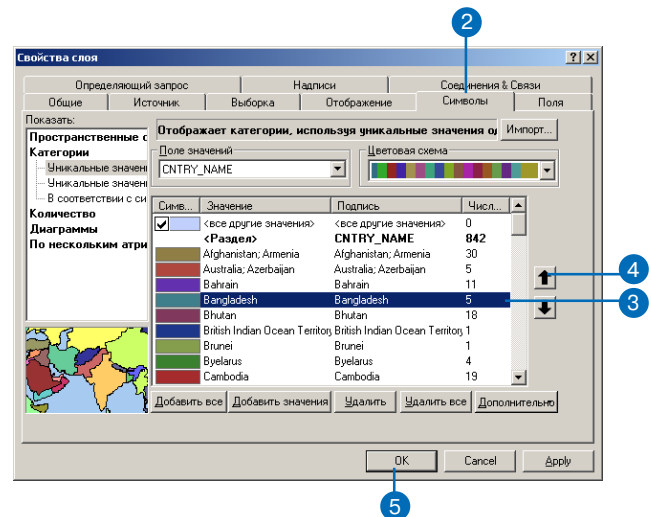 2
Свойства слоя
Определяющий запрос Надписи Соединения & Связи
Общие Источник Выборка Отображение Символы Поля
Показать:
Пространственные с
Категории
Уникальные значен
Уникальные значен
В соответствии с си
Количество
Диаграммы
По нескольким атри
Отображает категории, используя уникальные значения од
Импорт...
Поле значений
CNTRY_NAME
Цветовая схема
Симв... Значение Подпись Числ...
<все другие значения> <все другие значения> 0
<Раздел> CNTRY_NAME 842
Afghanistan; Armenia Afghanistan; Armenia 30
Australia; Azerbaijan Australia; Azerbaijan 5
Bahrain Bahrain 11
Bangladesh Bangladesh 5
Bhutan Bhutan 18
British Indian Ocean Territory British Indian Ocean Territory 1
Brunei Brunei 1
Byelarus Byelarus 4
Cambodia Cambodia 19
4
3
Добавить все Добавить значения Удалить Удалить все Дополнительно
OK Cancel Apply
5